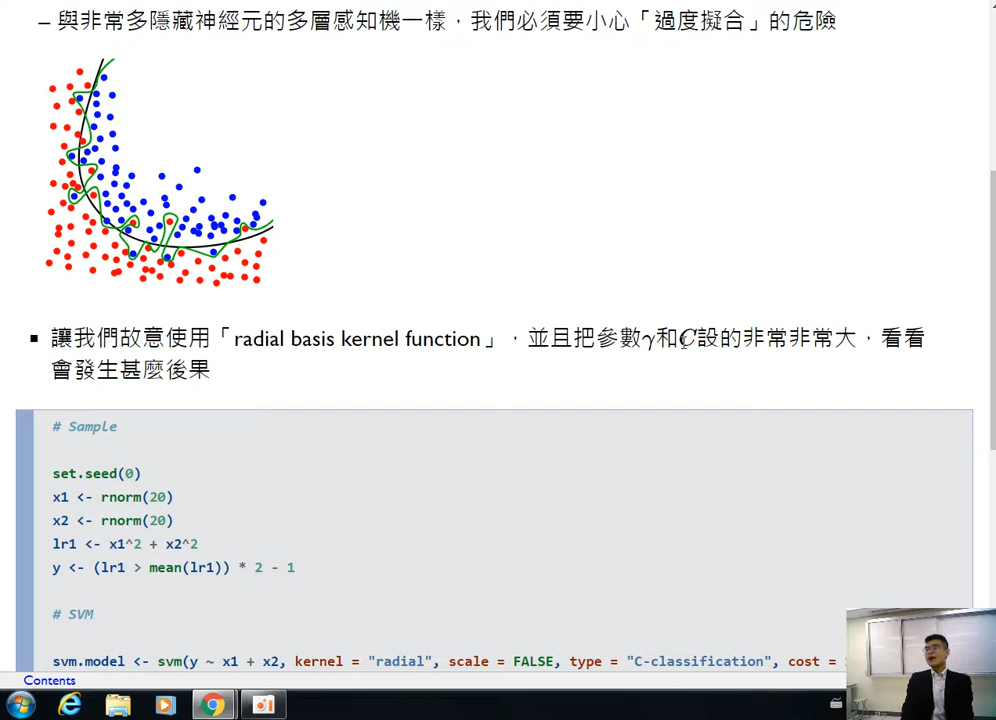 – 與非常多隱藏神經元的多層感知機一樣，我們必須要小心「過度擬合」的危險
▪ 讓我們故意使用「radial basis kernel function」，並且把參數γ和C設的非常非常大，看看
會發生甚麼後果
# Sample
set.seed(0)
x1 <- rnorm(20)
x2 <- rnorm(20)
lr1 <- x1^2 + x2^2
y <- (lr1 > mean(lr1)) * 2 - 1
# SVM
svm.model <- svm(y ~ x1 + x2, kernel = "radial", scale = FALSE, type = "C-classification", cost =
Contents